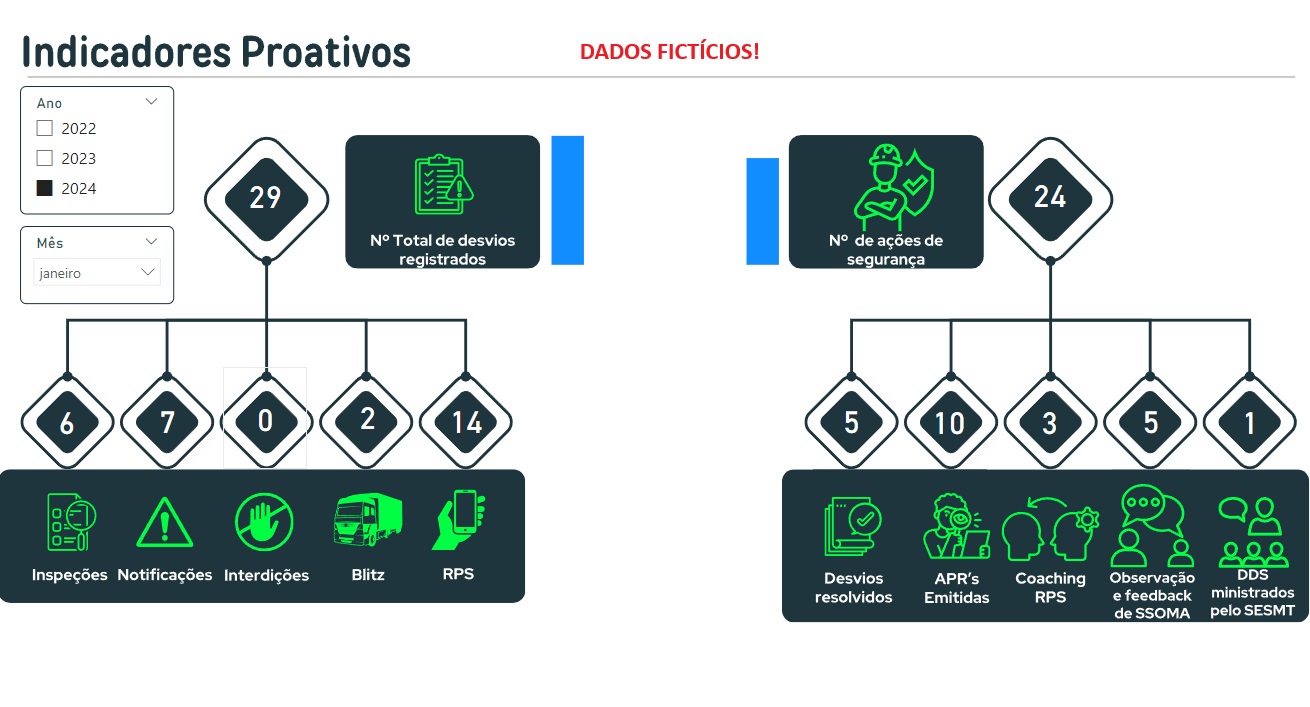 Indicadores Proativos
DADOS FICTÍCIOS!
Ano
2022
2023
2024
Mês
janeiro
29
Nº Total de desvios
registrados
Nº  de ações de
segurança
24
6
7
0
2
14
Inspeções
Notificações
Interdições
Blitz
RPS
5
10
3
5
1
Desvios
resolvidos
APR's
Emitidas
Coaching
RPS
Observação
e feedback
de SSOMA
DDS
ministrados
pelo SESMT